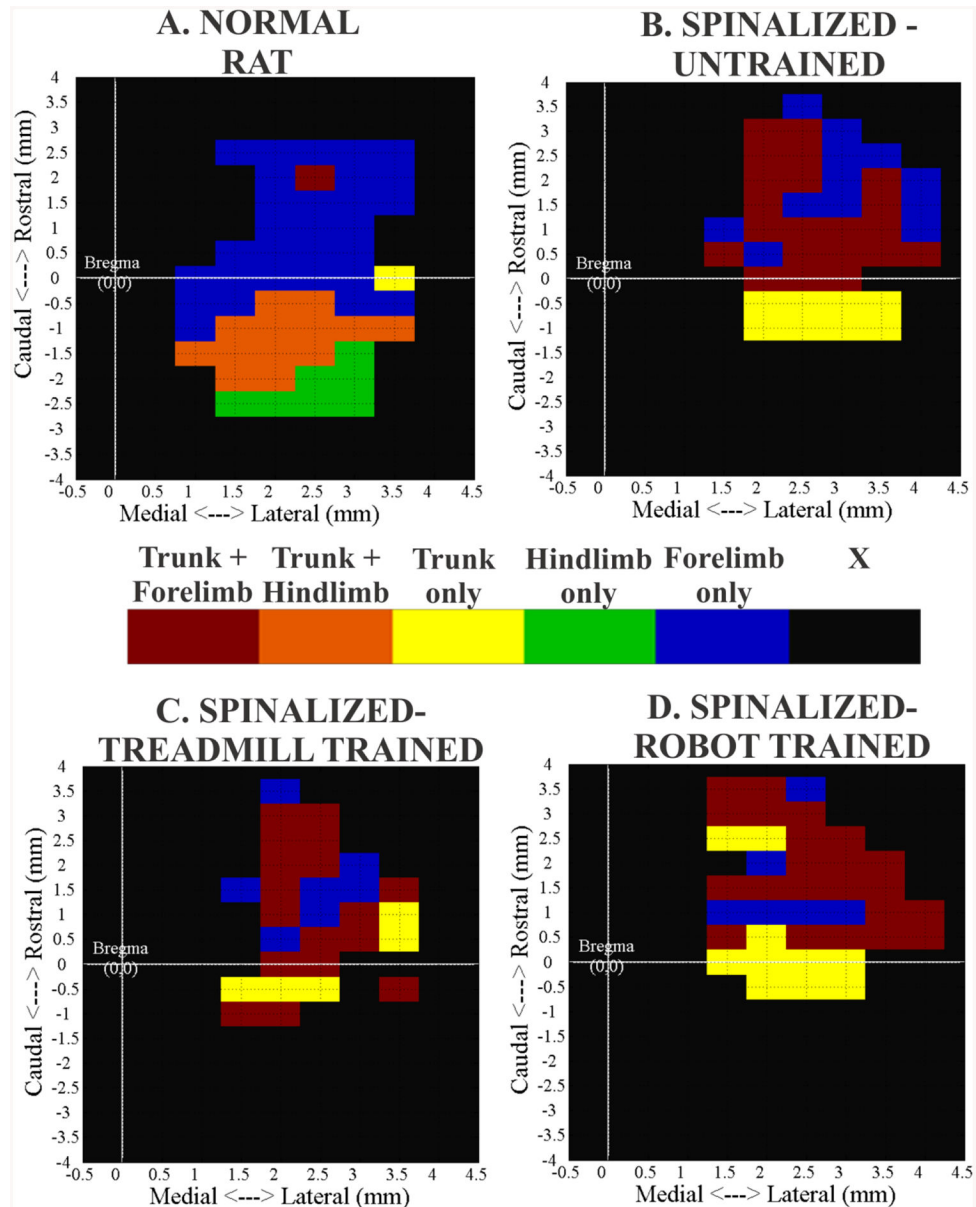 A. NORMAL
RAT
B. SPINALIZED -
UNTRAINED
Caudal <---> Rostral (mm)
4
3.5
3
2.5
2
1.5
1
0.5
0
-0.5
-1
-1.5
-2
-2.5
-3
-3.5
-4
Bregma
(0,0)
-0.5 0 0.5 1 1.5 2 2.5 3 3.5 4 4.5
Medial <---> Lateral (mm)
Caudal <---> Rostral (mm)
4
3.5
3
2.5
2
1.5
1
0.5
0
-0.5
-1
-1.5
-2
-2.5
-3
-3.5
-4
Bregma
(0,0)
-0.5 0 0.5 1 1.5 2 2.5 3 3.5 4 4.5
Medial <---> Lateral (mm)
Trunk + Trunk + Trunk Hindlimb Forelimb X
Forelimb Hindlimb only only only
C. SPINALIZED-
TREADMILL TRAINED
D. SPINALIZED-
ROBOT TRAINED
Caudal <---> Rostral (mm)
4
3.5
3
2.5
2
1.5
1
0.5
0
-0.5
-1
-1.5
-2
-2.5
-3
-3.5
-4
Bregma
(0,0)
-0.5 0 0.5 1 1.5 2 2.5 3 3.5 4 4.5
Medial <---> Lateral (mm)
Caudal <---> Rostral (mm)
4
3.5
3
2.5
2
1.5
1
0.5
0
-0.5
-1
-1.5
-2
-2.5
-3
-3.5
-4
Bregma
(0,0)
-0.5 0 0.5 1 1.5 2 2.5 3 3.5 4 4.5
Medial <---> Lateral (mm)